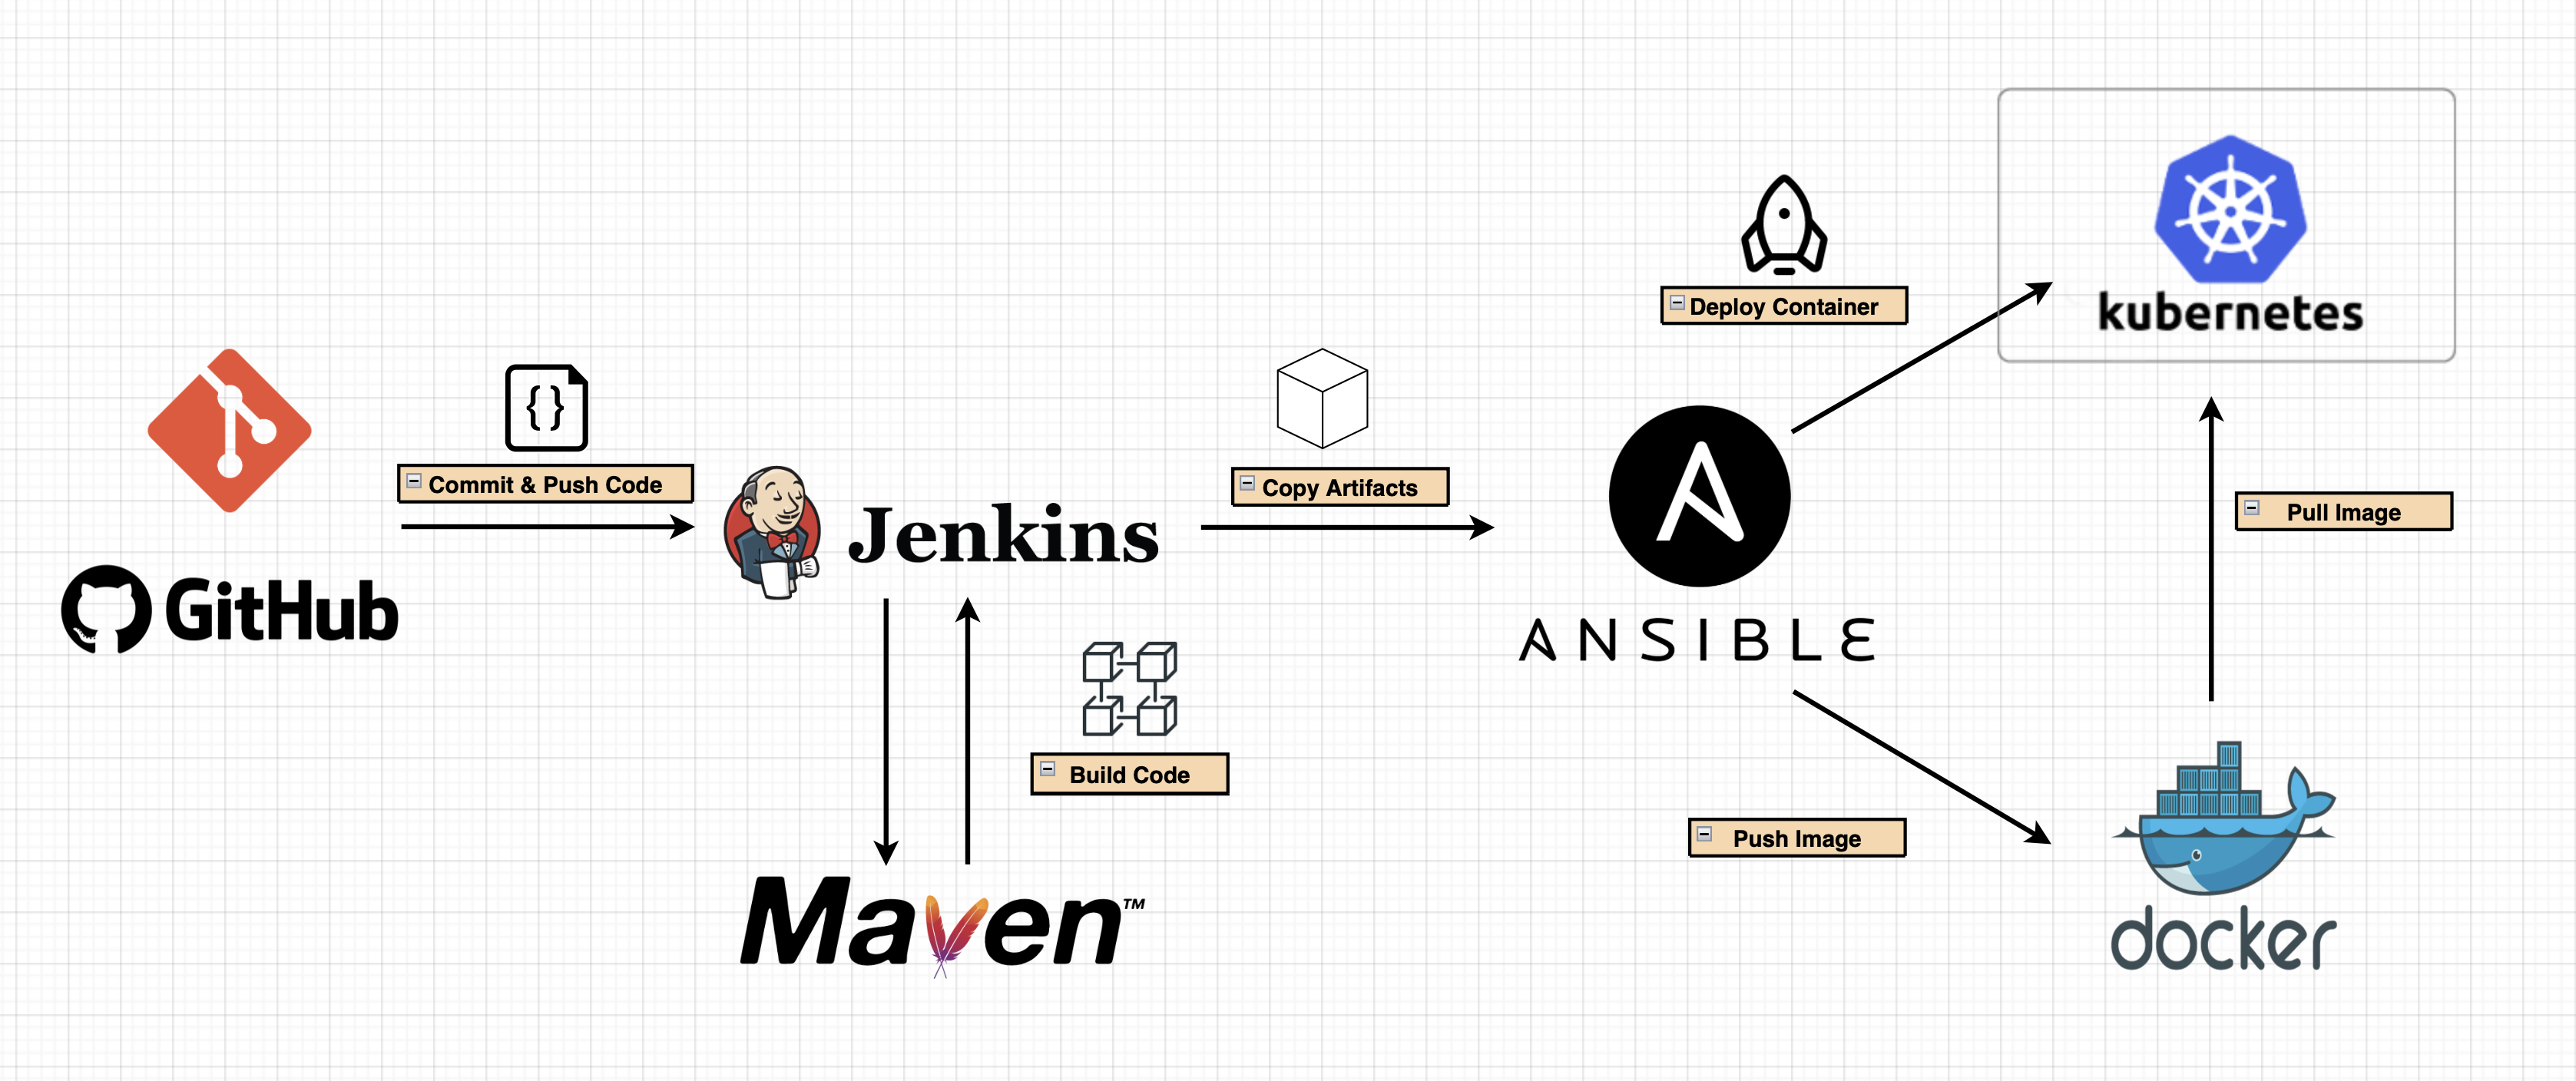 GitHub
Commit & Push Code
Jenkins
Build Code
Maven™
Copy Artifacts
ANSIBLE
Deploy Container
kubernetes
Pull Image
Push Image
docker